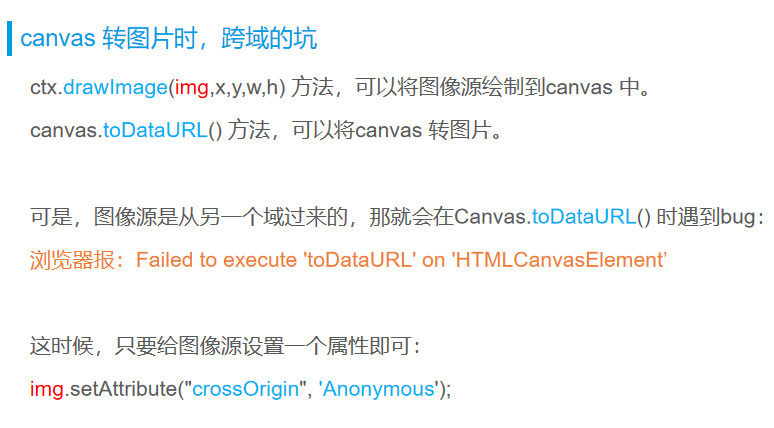 canvas 转图片时，跨域的坑
ctx.drawImage(img,x,y,w,h) 方法，可以将图像源绘制到canvas 中。
canvas.toDataURL() 方法，可以将canvas 转图片。
可是，图像源是从另一个域过来的，那就会在Canvas.toDataURL() 时遇到bug：
浏览器报：Failed to execute 'toDataURL' on 'HTMLCanvasElement’
这时候，只要给图像源设置一个属性即可：
img.setAttribute("crossOrigin", 'Anonymous');